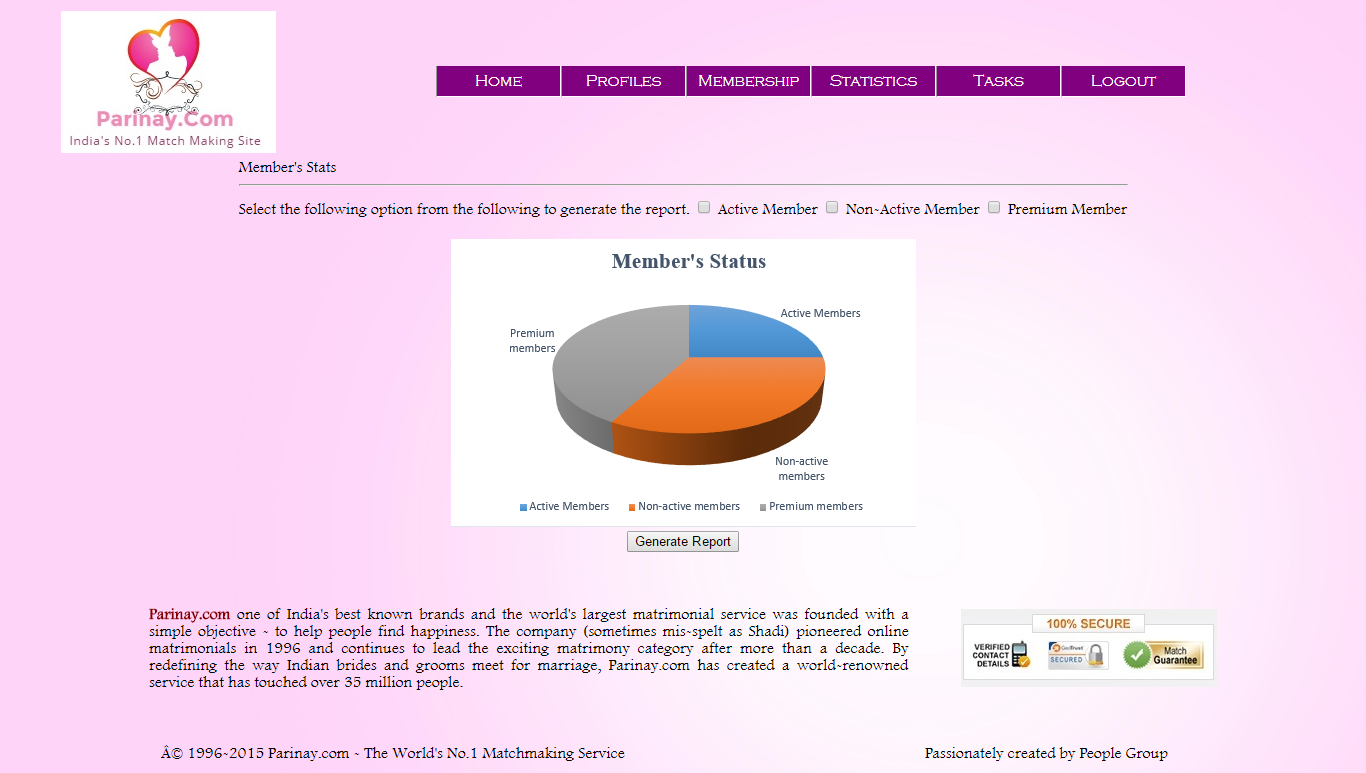 Parinay.Com
India's No.1 Match Making Site
Home Profiles Membership Statistics Tasks Logout
Member's Stats
Select the following option from the following to generate the report. Active Member Non~Active Member Premium Member
Member's Status
Active Members
Premium
members
Non-active
members
Active Members Non-active members Premium members
Generate Report
Parinay.com one of India's best known brands and the world's largest matrimonial service was founded with a
simple objective ~ to help people find happiness. The company (sometimes mis~spelt as Shadi) pioneered online
matrimonials in 1996 and continues to lead the exciting matrimony category after more than a decade. By
redefining the way Indian brides and grooms meet for marriage, Parinay.com has created a world~renowned
service that has touched over 35 million people.
100% SECURE
VERIFIED
CONTACT
DETAILS
GeoTrust
SECURED
Match
Guarantee
Â© 1996~2015 Parinay.com ~ The World's No.1 Matchmaking Service
Passionately created by People Group